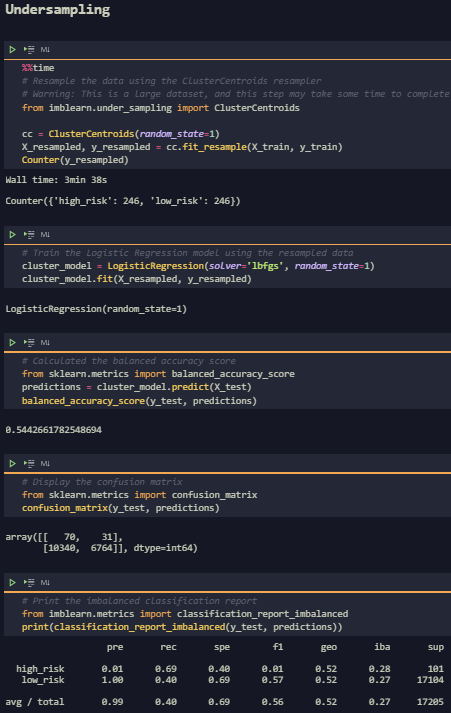 Undersampling
M↓
%%time
# Resample the data using the ClusterCentroids resampler
# Warning: This is a large dataset, and this step may take some time to complete
from imblearn.under_sampling import ClusterCentroids
cc = ClusterCentroids(random_state=1)
X_resampled, y_resampled = cc.fit_resample(X_train, y_train)
Counter(y_resampled)
Wall time: 3min 38s
Counter({'high_risk': 246, 'low_risk': 246})
M↓
# Train the Logistic Regression model using the resampled data
cluster_model = LogisticRegression(solver='lbfgs', random_state=1)
cluster_model.fit(X_resampled, y_resampled)
LogisticRegression(random_state=1)
M↓
# Calculated the balanced accuracy score
from sklearn.metrics import balanced_accuracy_score
predictions = cluster_model.predict(X_test)
balanced_accuracy_score(y_test, predictions)
0.5442661782548694
M↓
# Display the confusion matrix
from sklearn.metrics import confusion_matrix
confusion_matrix(y_test, predictions)
array([[   70,    31],
       [10340,  6764]], dtype=int64)
M↓
# Print the imbalanced classification report
from imblearn.metrics import classification_report_imbalanced
print(classification_report_imbalanced(y_test, predictions))
pre rec spe f1 geo iba sup
high_risk 0.01 0.69 0.40 0.01 0.52 0.28 101
low_risk 1.00 0.40 0.69 0.57 0.52 0.27 17104
avg / total 0.99 0.40 0.69 0.56 0.52 0.27 17205